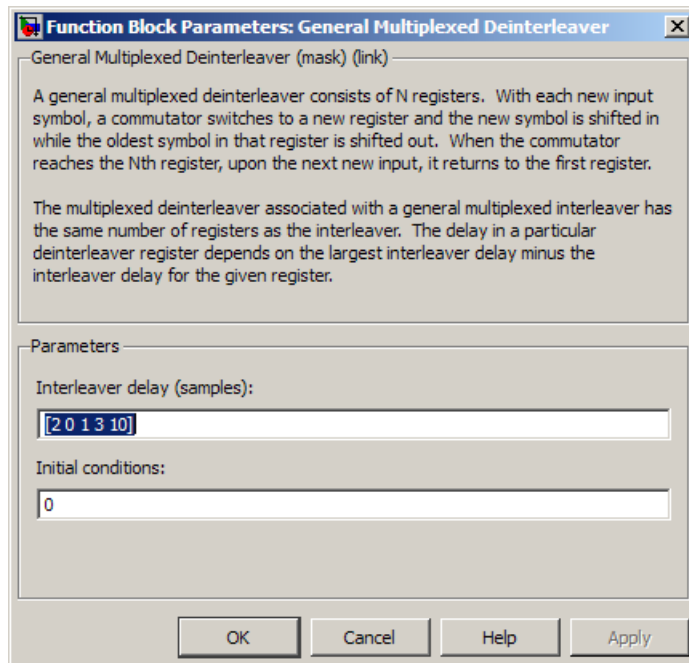 Function Block Parameters: General Multiplexed Deinterleaver
General Multiplexed Deinterleaver (mask) (link)
A general multiplexed deinterleaver consists of N registers.  With each new input
symbol, a commutator switches to a new register and the new symbol is shifted in
while the oldest symbol in that register is shifted out.  When the commutator
reaches the Nth register, upon the next new input, it returns to the first register.
The multiplexed deinterleaver associated with a general multiplexed interleaver has
the same number of registers as the interleaver.  The delay in a particular
deinterleaver register depends on the largest interleaver delay minus the
interleaver delay for the given register.
Parameters
Interleaver delay (samples):
[2 0 1 3 10]
Initial conditions:
0
OK Cancel Help Apply